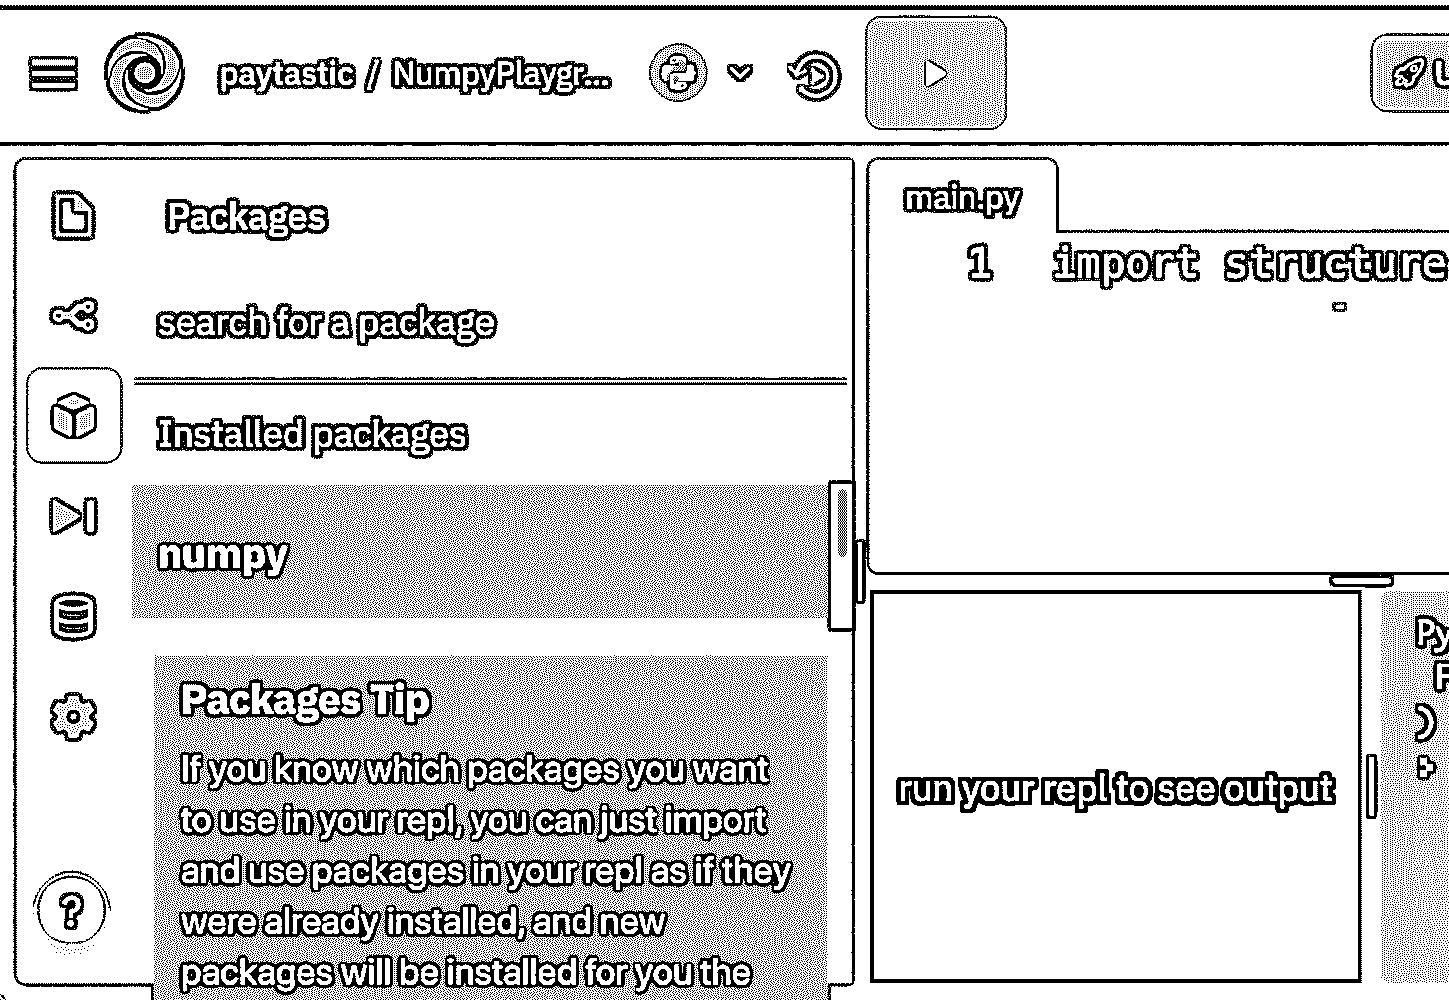 paytastic / NumpyPlaygr...
Packages
search for a package
Installed packages
numpy
Packages Tip
If you know which packages you want
to use in your repl, you can just import
and use packages in your repl as if they
were already installed, and new
packages will be installed for you the
?
main.py
1 import structure
run your repl to see output
Py